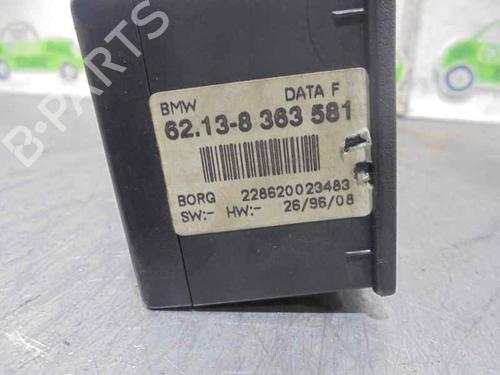 BMW DATA F
62.13-8 363 581
BORG 228620023483
SW:- HW:- 26/96/08
B-PARTS